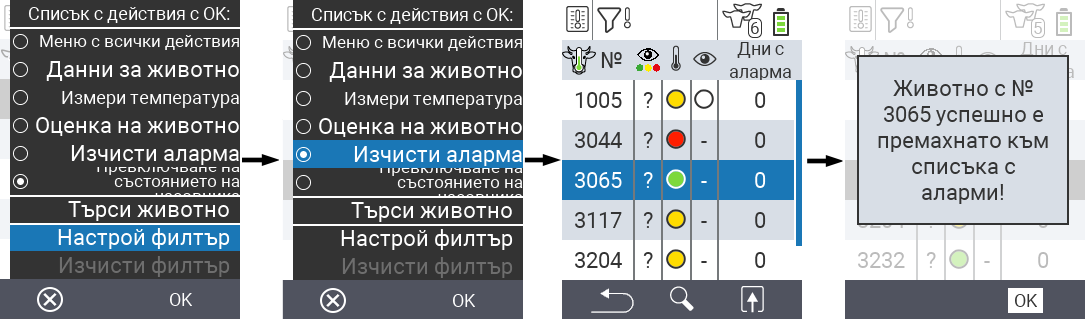 Списък с действия с OK:
Меню с всички действия
Данни за животно
Измери температура
Оценка на животно
Изчисти аларма
Превключване на
състоянието на
Търси животно
Настрой филтър
Изчисти филтър
OK
Списък с действия с OK:
Меню с всички действия
Данни за животно
Измери температура
Оценка на животно
Изчисти аларма
Превключване на
състоянието на
Търси животно
Настрой филтър
Изчисти филтър
OK
6
№ Дни с
аларма
1005 ? 0
3044 ? - 0
3065 ? - 0
3117 ? - 0
3204 ? - 0
5
№ Дни с
аларма
Животно с №
3065 успешно е
премахнато към
списъка с
аларми!
3232 ? - 0
OK